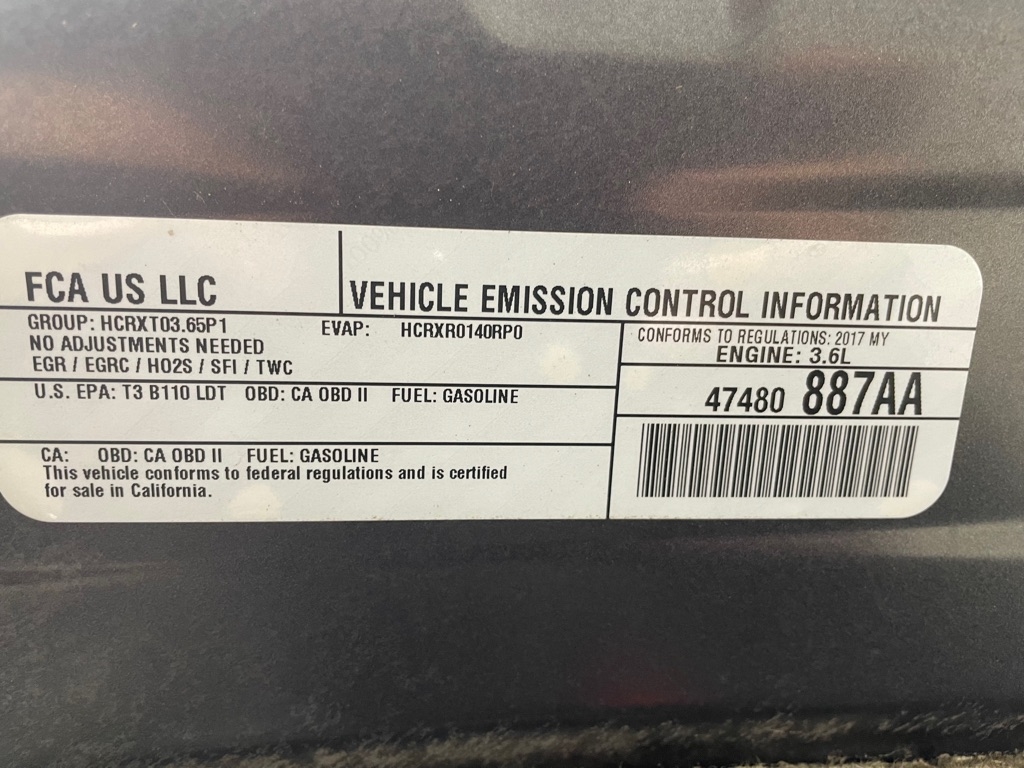 FCA US LLC
VEHICLE EMISSION CONTROL INFORMATION
GROUP: HCRXT03.65P1 EVAP: HCRXR0140RP0
NO ADJUSTMENTS NEEDED
EGR / EGRC / HO2S / SFI / TWC
CONFORMS TO REGULATIONS: 2017 MY
ENGINE: 3.6L
U.S. EPA: T3 B110 LDT OBD: CA OBD II FUEL: GASOLINE
47480 887AA
CA: OBD: CA OBD II FUEL: GASOLINE
This vehicle conforms to federal regulations and is certified
for sale in California.